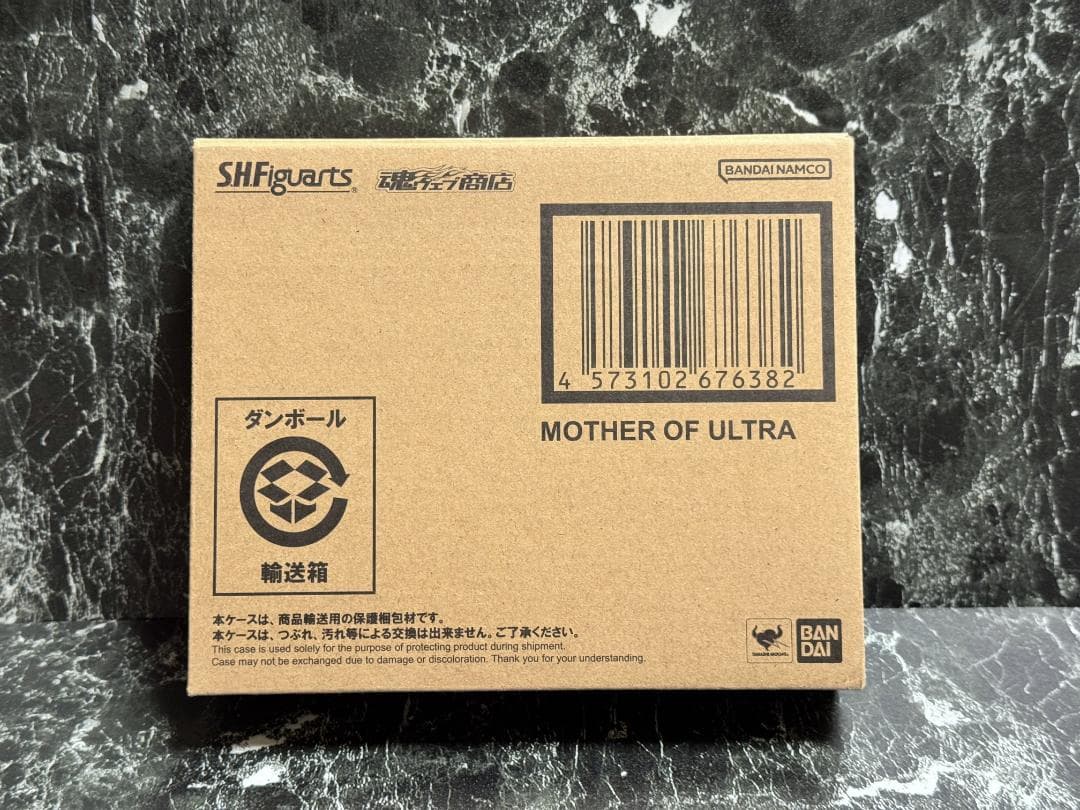 S.H.Figuarts®
魂ウェブ商店
BANDAI NAMCO
4 573102 676382
MOTHER OF ULTRA
ダンボール
輸送箱
本ケースは、商品輸送用の保護梱包材です。
本ケースは、つぶれ、汚れ等による交換は出来ません。ご了承ください。
This case is used solely for the purpose of protecting product during shipment.
Case may not be exchanged due to damage or discoloration. Thank you for your understanding.
TAMASHII NATIONS
BAN
DAI